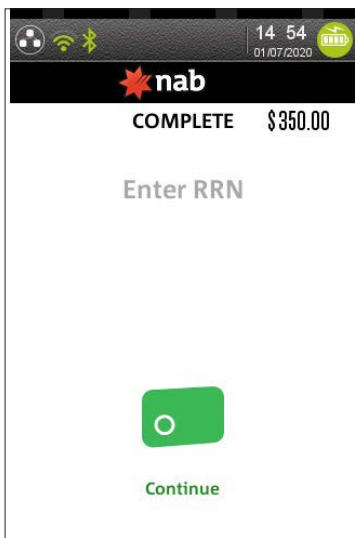 14 54
01/07/2020
nab
COMPLETE $350.00
Enter RRN
Continue